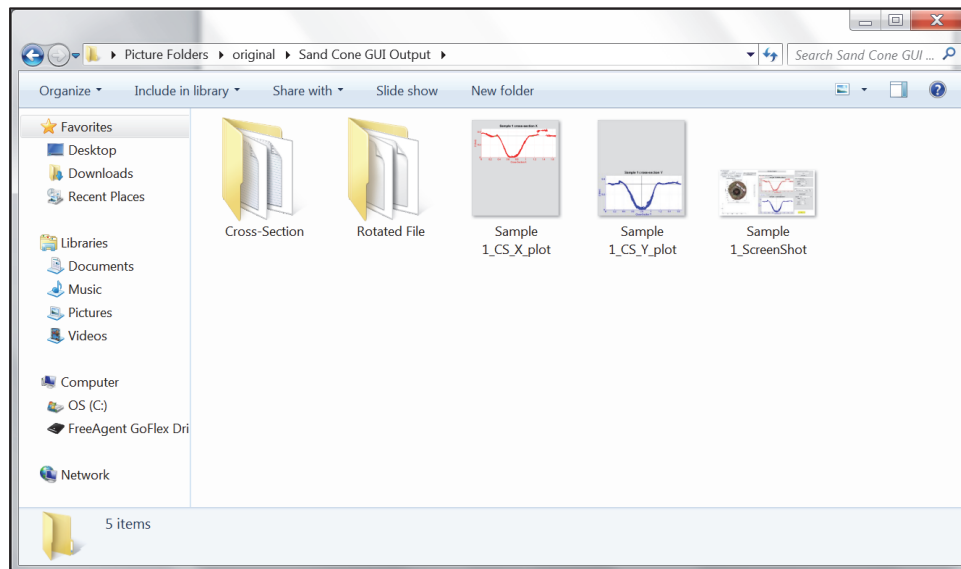 Picture Folders original Sand Cone GUI Output
Search Sand Cone GUI ...
Organize Include in library Share with Slide show New folder
Favorites
Desktop
Downloads
Recent Places
Libraries
Documents
Music
Pictures
Videos
Computer
OS (C:)
FreeAgent GoFlex Dri
Network
Cross-Section
Rotated File
Sample
1_CS_X_plot
Sample
1_CS_Y_plot
Sample
1_ScreenShot
5 items